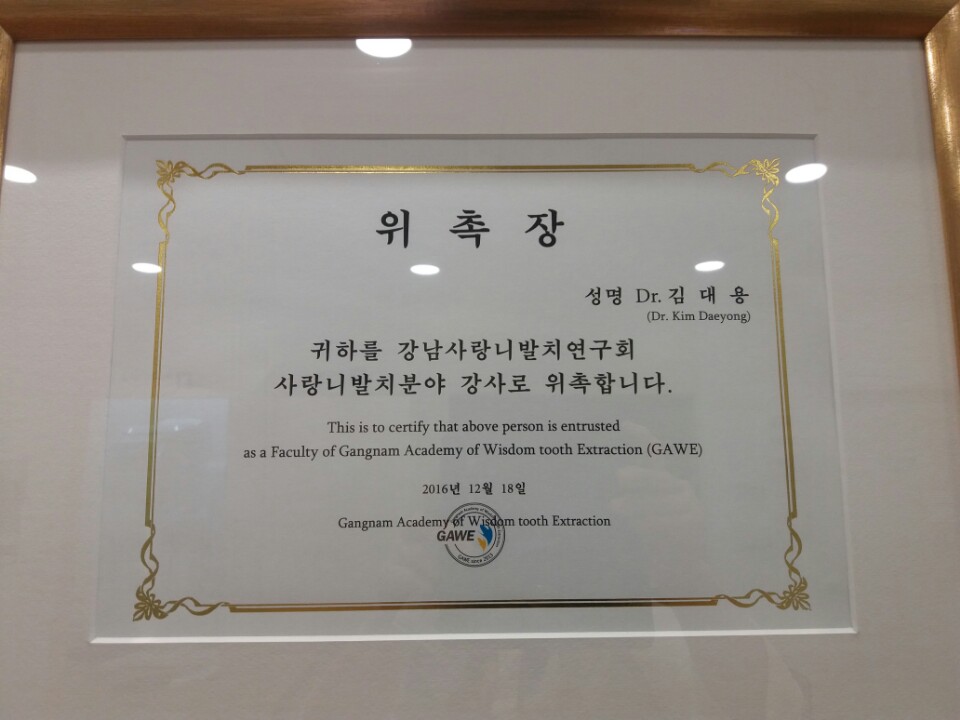 위 촉 장
성명 Dr. 김 대 용
(Dr. Kim Daeyong)
귀하를 강남사랑니발치연구회
사랑니발치분야 강사로 위촉합니다.
This is to certify that above person is entrusted
as a Faculty of Gangnam Academy of Wisdom tooth Extraction (GAWE)
2016년 12월 18일
Gangnam Academy of Wisdom tooth Extraction
GAWE